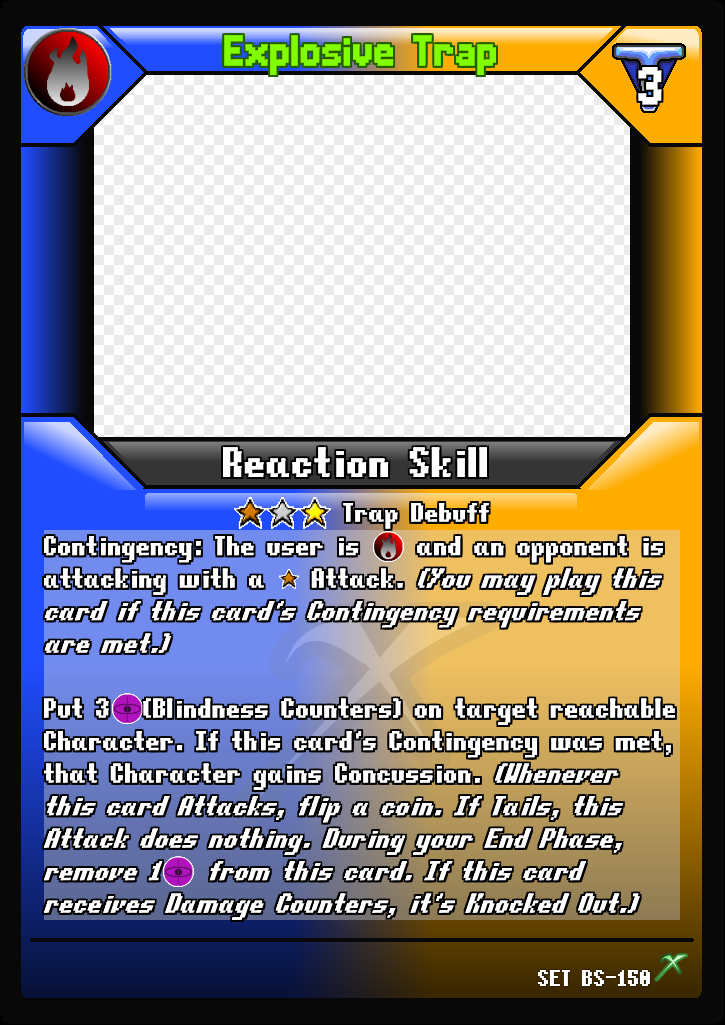 Explosive Trap
3
Reaction Skill
Trap Debuff
Contingency: The user is and an opponent is
attacking with a Attack. (You may play this
card if this card's Contingency requirements
are met.)
Put 3 (Blindness Counters) on target reachable
Character. If this card's Contingency was met,
that Character gains Concussion. (Whenever
this card Attacks, flip a coin. If Tails, this
Attack does nothing. During your End Phase,
remove 1 from this card. If this card
receives Damage Counters, it's Knocked Out.)
SET BS-150